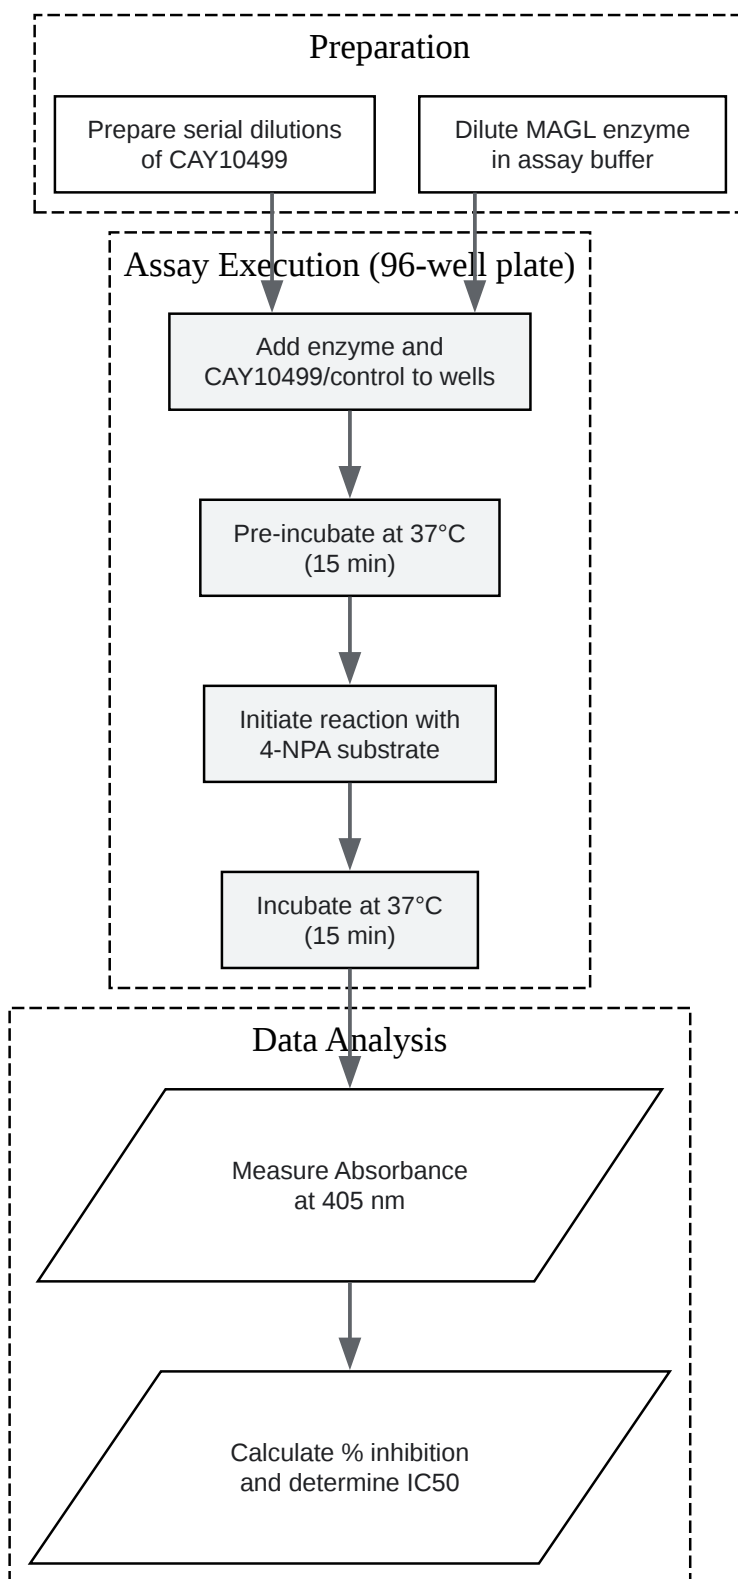 Preparation
Prepare serial dilutions
of CAY10499
Dilute MAGL enzyme
in assay buffer
Assay Execution (96-well plate)
Add enzyme and
CAY10499/control to wells
Pre-incubate at 37°C
(15 min)
Initiate reaction with
4-NPA substrate
Incubate at 37°C
(15 min)
Data Analysis
Measure Absorbance
at 405 nm
Calculate % inhibition
and determine IC50